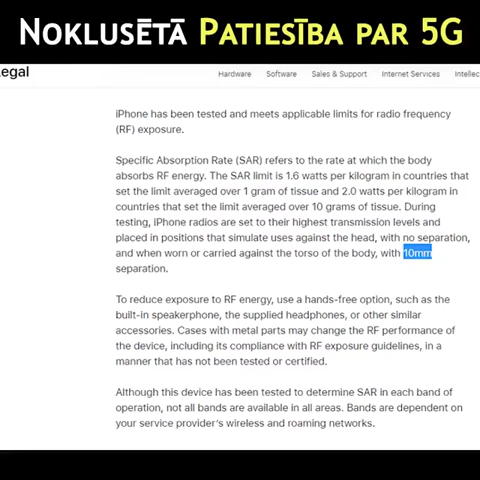 NOKLUSĒTĀ PATIESĪBA PAR 5G
egal
Hardware Software Sales & Support Internet Services Intellec
iPhone has been tested and meets applicable limits for radio frequency
(RF) exposure.
Specific Absorption Rate (SAR) refers to the rate at which the body
absorbs RF energy. The SAR limit is 1.6 watts per kilogram in countries that
set the limit averaged over 1 gram of tissue and 2.0 watts per kilogram in
countries that set the limit averaged over 10 grams of tissue. During
testing, iPhone radios are set to their highest transmission levels and
placed in positions that simulate uses against the head, with no separation,
and when worn or carried against the torso of the body, with 10mm
separation.
To reduce exposure to RF energy, use a hands-free option, such as the
built-in speakerphone, the supplied headphones, or other similar
accessories. Cases with metal parts may change the RF performance of
the device, including its compliance with RF exposure guidelines, in a
manner that has not been tested or certified.
Although this device has been tested to determine SAR in each band of
operation, not all bands are available in all areas. Bands are dependent on
your service provider's wireless and roaming networks.